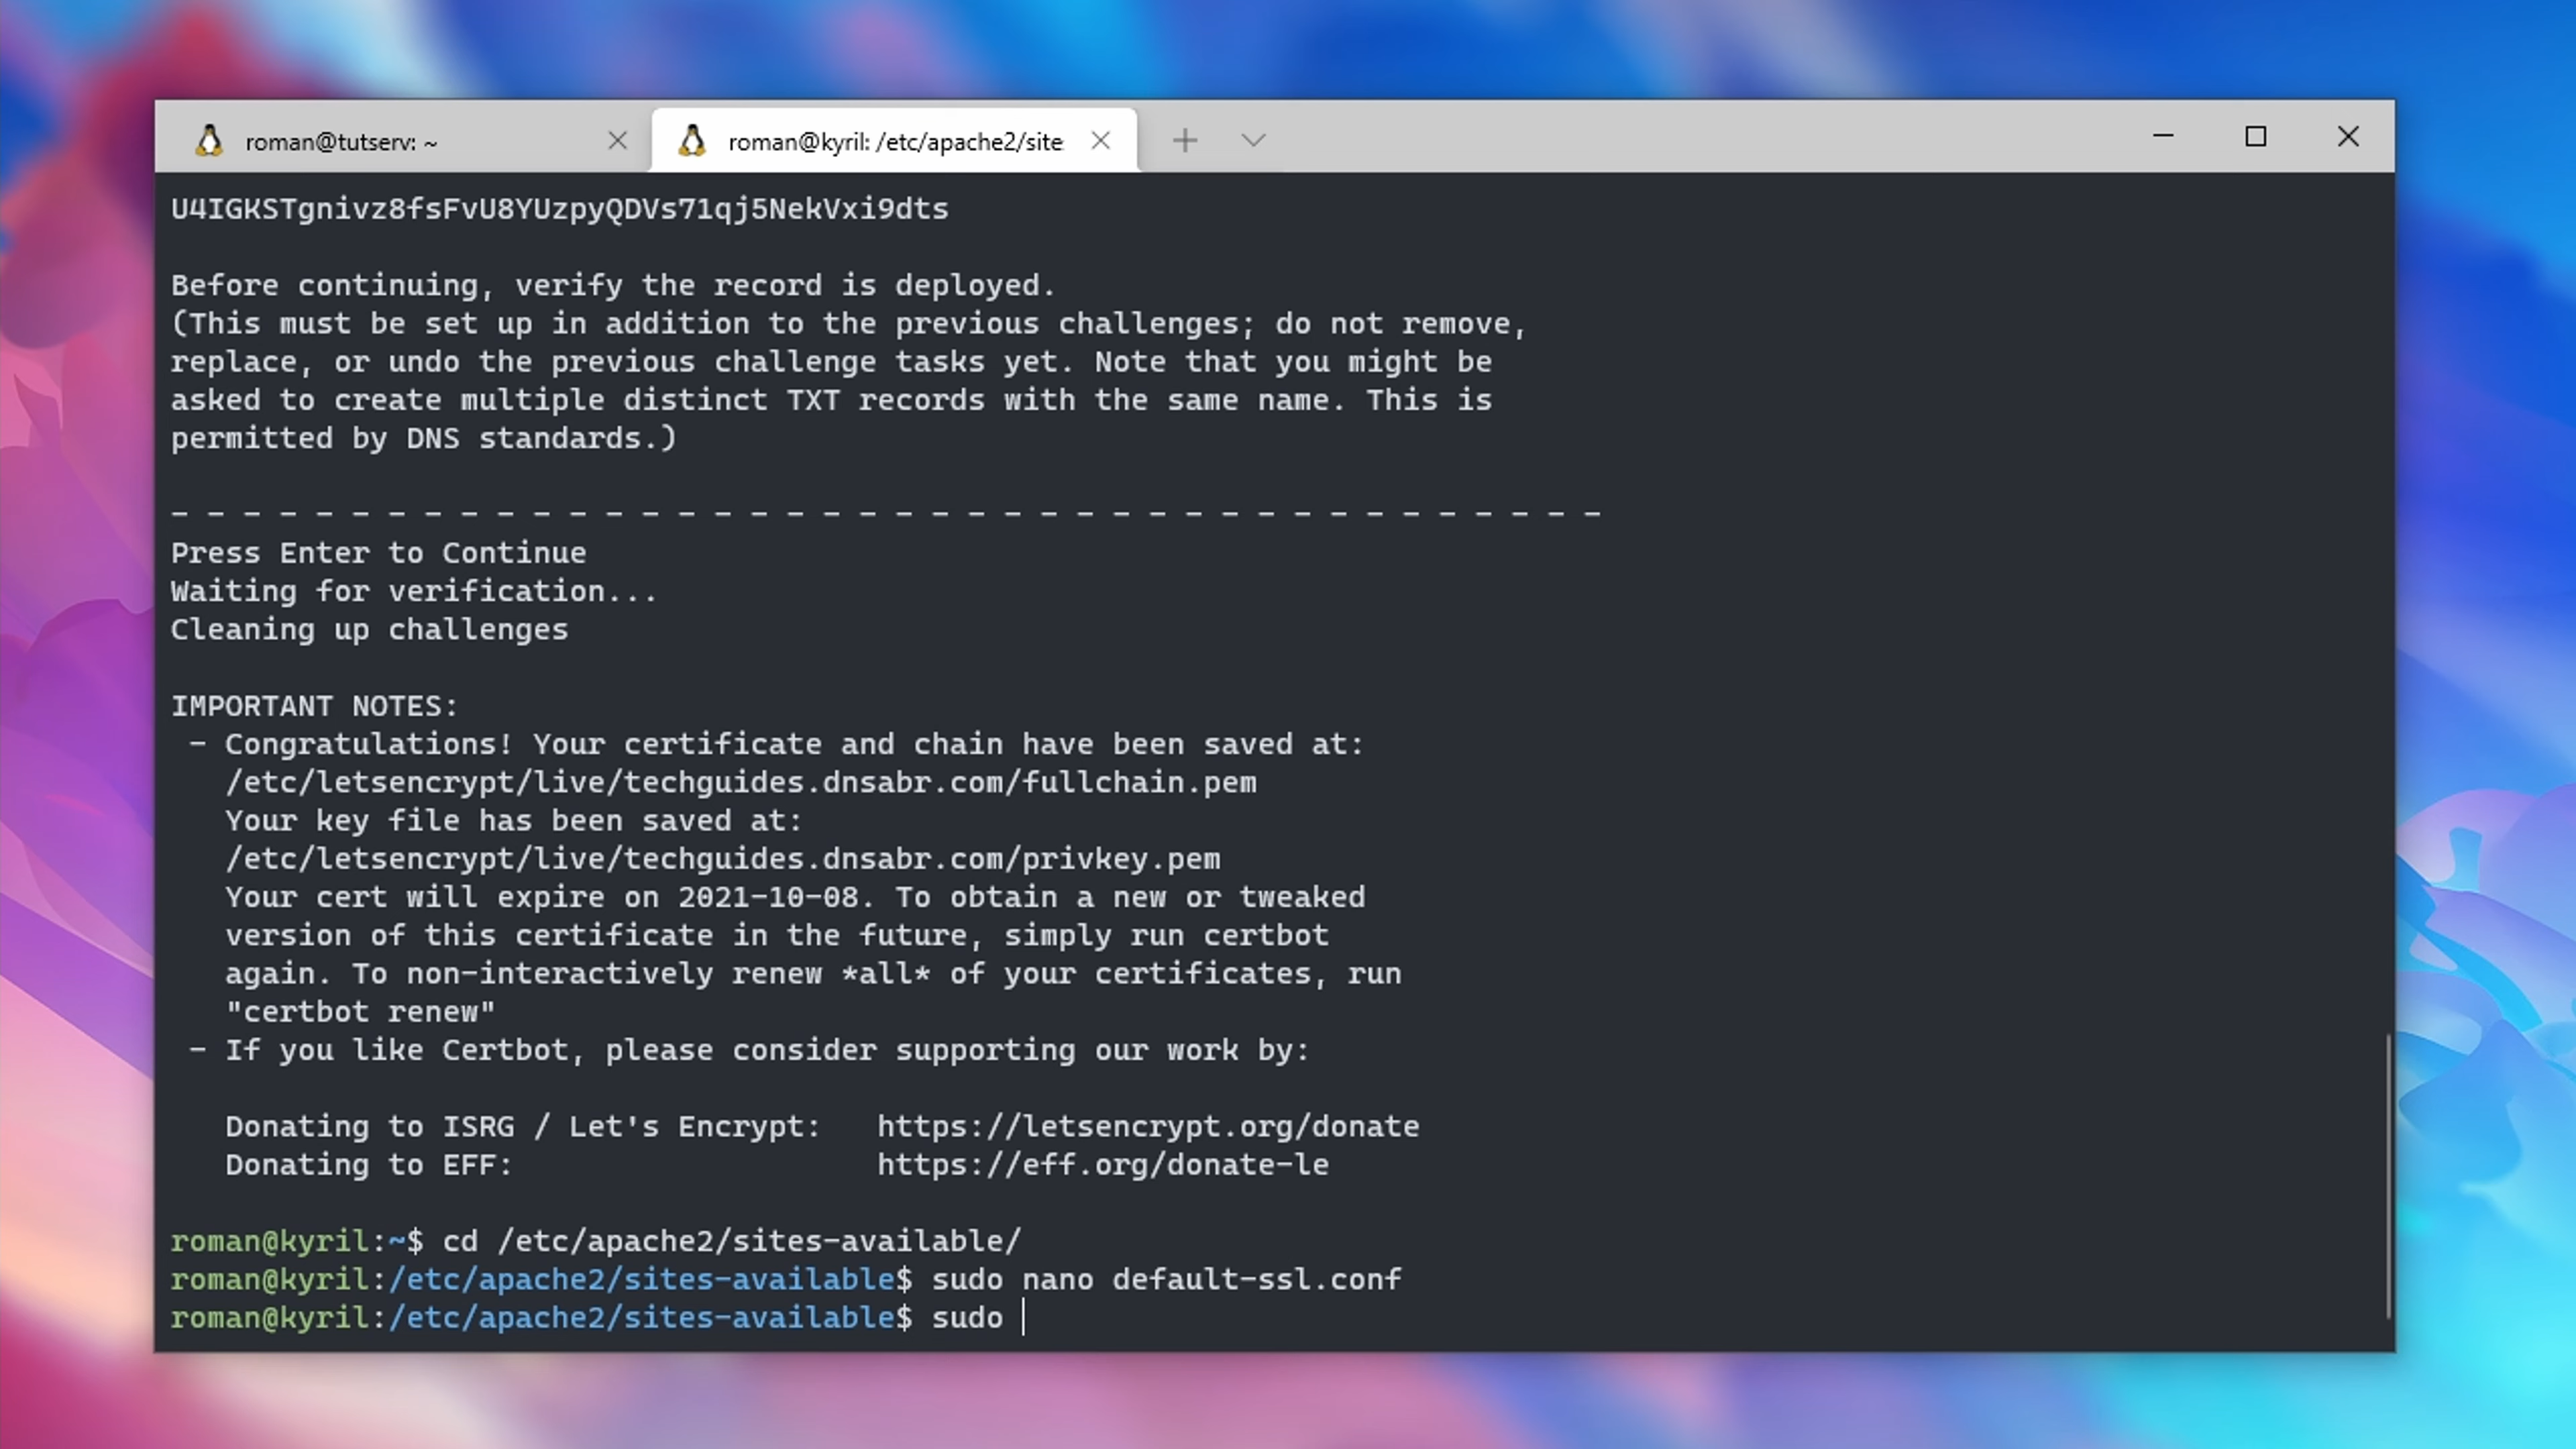 roman@tutserv: ~
roman@kyril: /etc/apache2/site
U4IGKSTgnivz8fsFvU8YUzpyQDVs71qj5NekVxi9dts
Before continuing, verify the record is deployed.
(This must be set up in addition to the previous challenges; do not remove,
replace, or undo the previous challenge tasks yet. Note that you might be
asked to create multiple distinct TXT records with the same name. This is
permitted by DNS standards.)
- - - - - - - - - - - - - - - - - - - - - - - - - - - - - - - - - - - - - - - -
Press Enter to Continue
Waiting for verification...
Cleaning up challenges
IMPORTANT NOTES:
- Congratulations! Your certificate and chain have been saved at:
/etc/letsencrypt/live/techguides.dnsabr.com/fullchain.pem
Your key file has been saved at:
/etc/letsencrypt/live/techguides.dnsabr.com/privkey.pem
Your cert will expire on 2021-10-08. To obtain a new or tweaked
version of this certificate in the future, simply run certbot
again. To non-interactively renew *all* of your certificates, run
"certbot renew"
- If you like Certbot, please consider supporting our work by:
Donating to ISRG / Let's Encrypt:   https://letsencrypt.org/donate
Donating to EFF:                    https://eff.org/donate-le
roman@kyril:~$ cd /etc/apache2/sites-available/
roman@kyril:/etc/apache2/sites-available$ sudo nano default-ssl.conf
roman@kyril:/etc/apache2/sites-available$ sudo